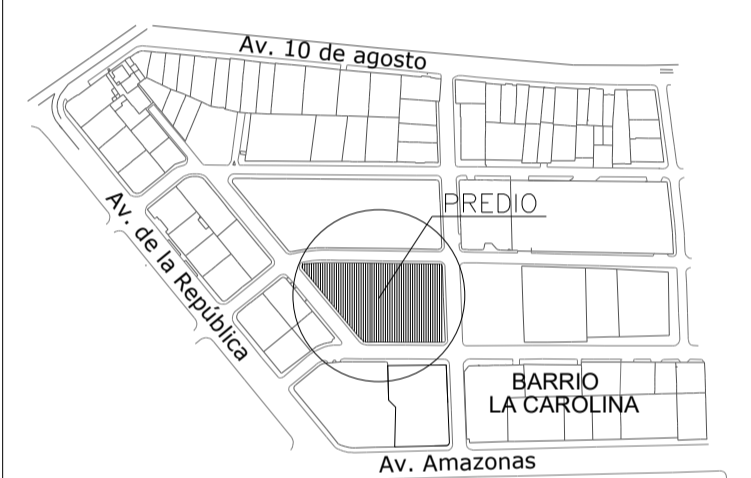 Av. 10 de agosto
PREDIO
Av. de la República
BARRIO
LA CAROLINA
Av. Amazonas